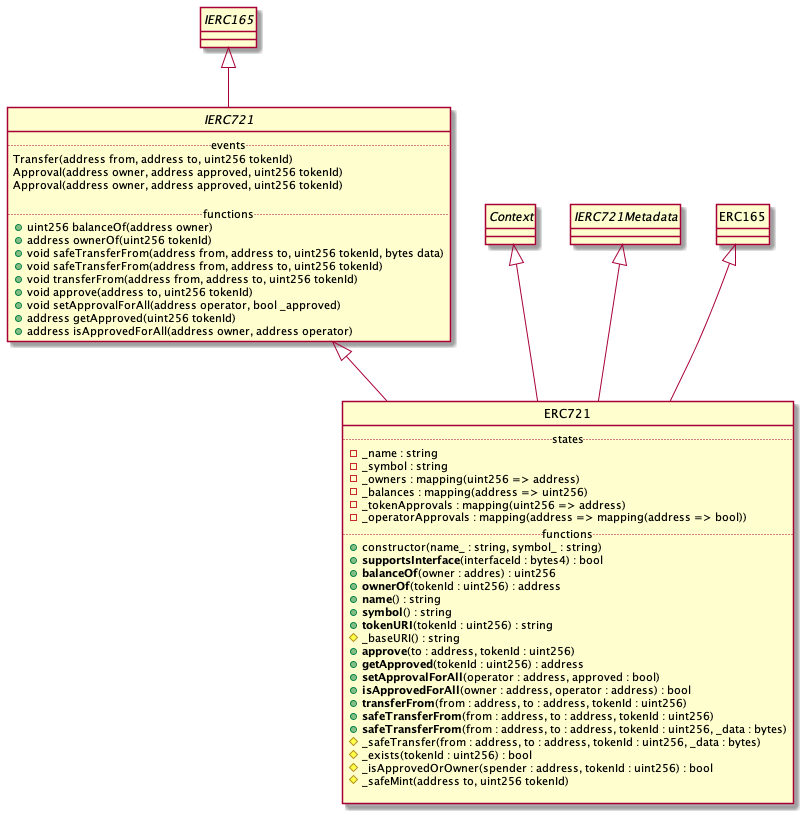 IERC165
IERC721
events
Transfer(address from, address to, uint256 tokenId)
Approval(address owner, address approved, uint256 tokenId)
Approval(address owner, address approved, uint256 tokenId)
functions
uint256 balanceOf(address owner)
address ownerOf(uint256 tokenId)
void safeTransferFrom(address from, address to, uint256 tokenId, bytes data)
void safeTransferFrom(address from, address to, uint256 tokenId)
void transferFrom(address from, address to, uint256 tokenId)
void approve(address to, uint256 tokenId)
void setApprovalForAll(address operator, bool _approved)
address getApproved(uint256 tokenId)
address isApprovedForAll(address owner, address operator)
Context
IERC721Metadata
ERC165
ERC721
states
_name : string
_symbol : string
_owners : mapping(uint256 => address)
_balances : mapping(address => uint256)
_tokenApprovals : mapping(uint256 => address)
_operatorApprovals : mapping(address => mapping(address => bool))
functions
constructor(name_ : string, symbol_ : string)
supportsInterface(interfaceId : bytes4) : bool
balanceOf(owner : addres) : uint256
ownerOf(tokenId : uint256) : address
name() : string
symbol() : string
tokenURI(tokenId : uint256) : string
_baseURI() : string
approve(to : address, tokenId : uint256)
getApproved(tokenId : uint256) : address
setApprovalForAll(operator : address, approved : bool)
isApprovedForAll(owner : address, operator : address) : bool
transferFrom(from : address, to : address, tokenId : uint256)
safeTransferFrom(from : address, to : address, tokenId : uint256)
safeTransferFrom(from : address, to : address, tokenId : uint256, _data : bytes)
_safeTransfer(from : address, to : address, tokenId : uint256, _data : bytes)
_exists(tokenId : uint256) : bool
_isApprovedOrOwner(spender : address, tokenId : uint256) : bool
_safeMint(address to, uint256 tokenId)